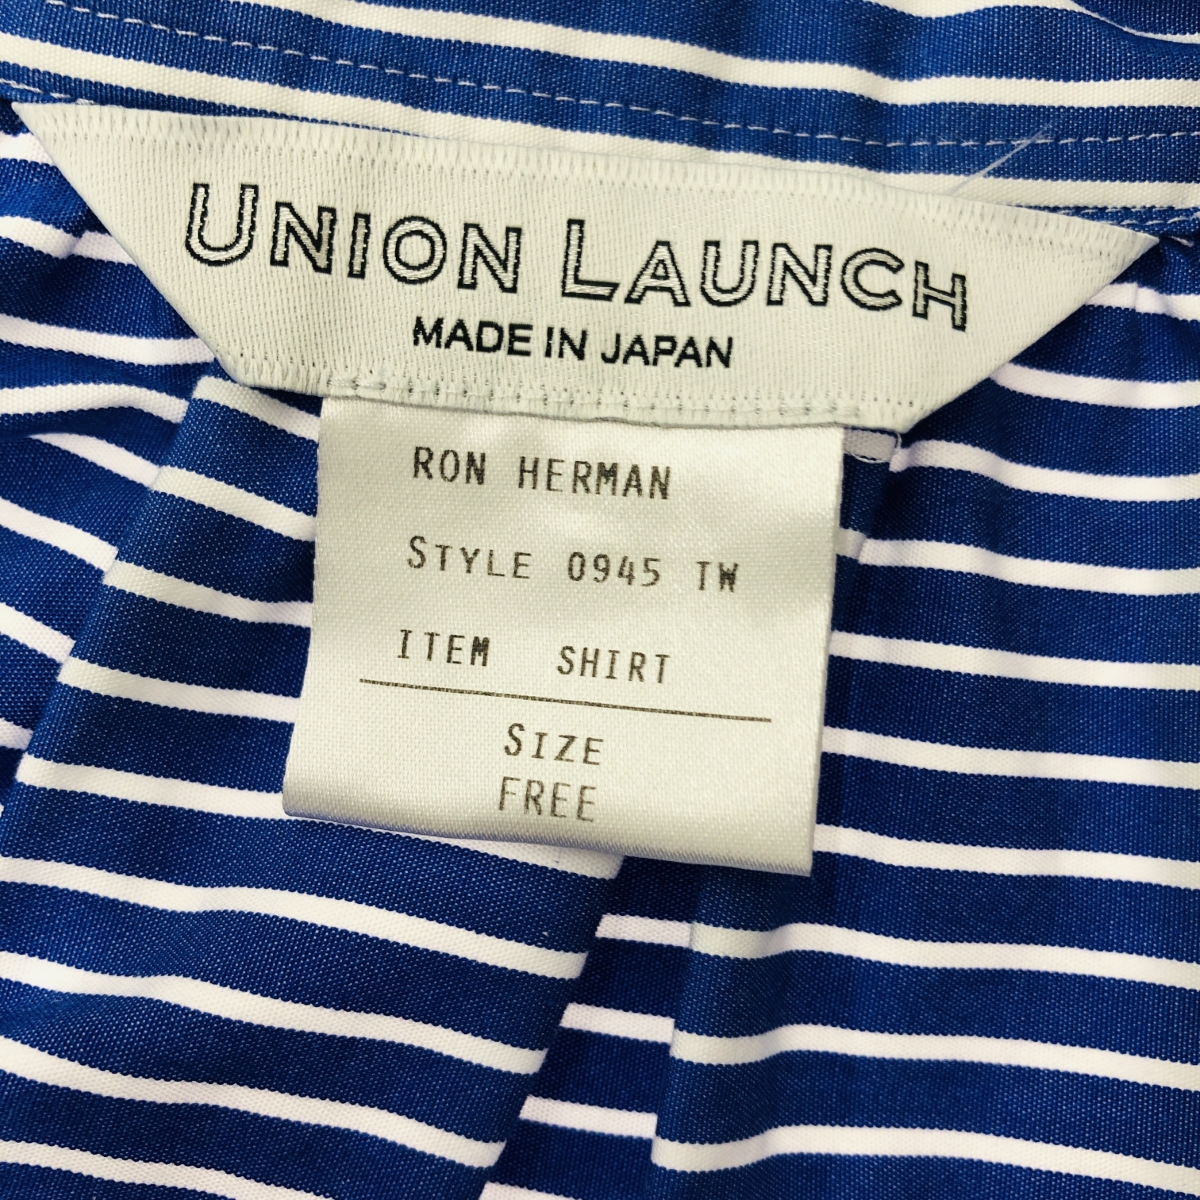 UNION LAUNCH
MADE IN JAPAN
RON HERMAN
STYLE 0945 TW
ITEM SHIRT
SIZE
FREE